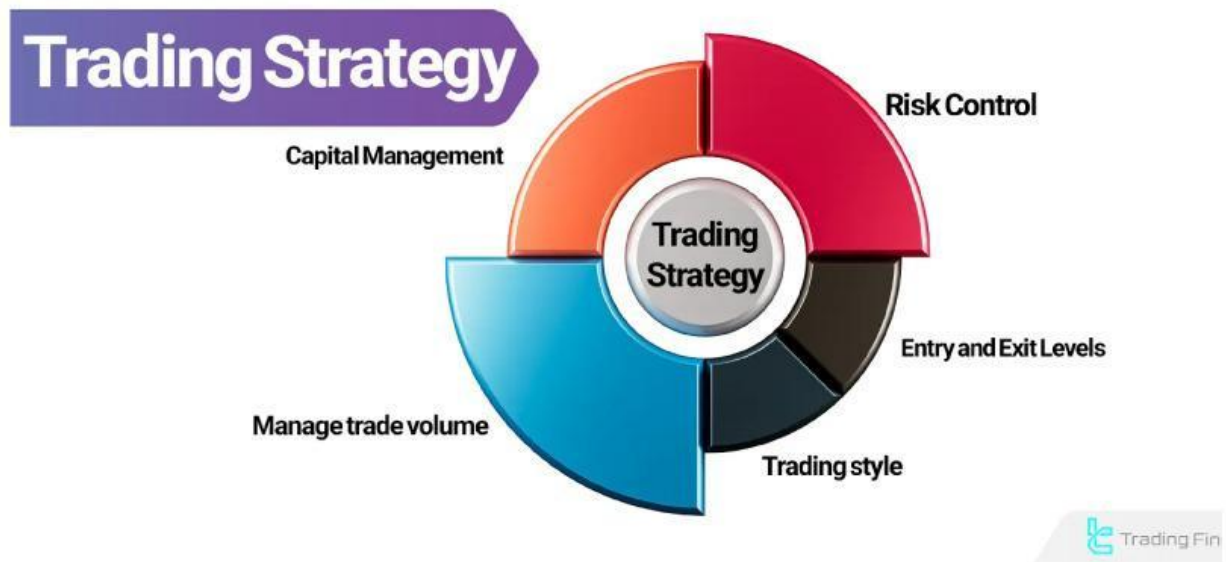 Trading Strategy
Risk Control
Capital Management
Trading
Strategy
Entry and Exit Levels
Manage trade volume
Trading style
Trading Fin